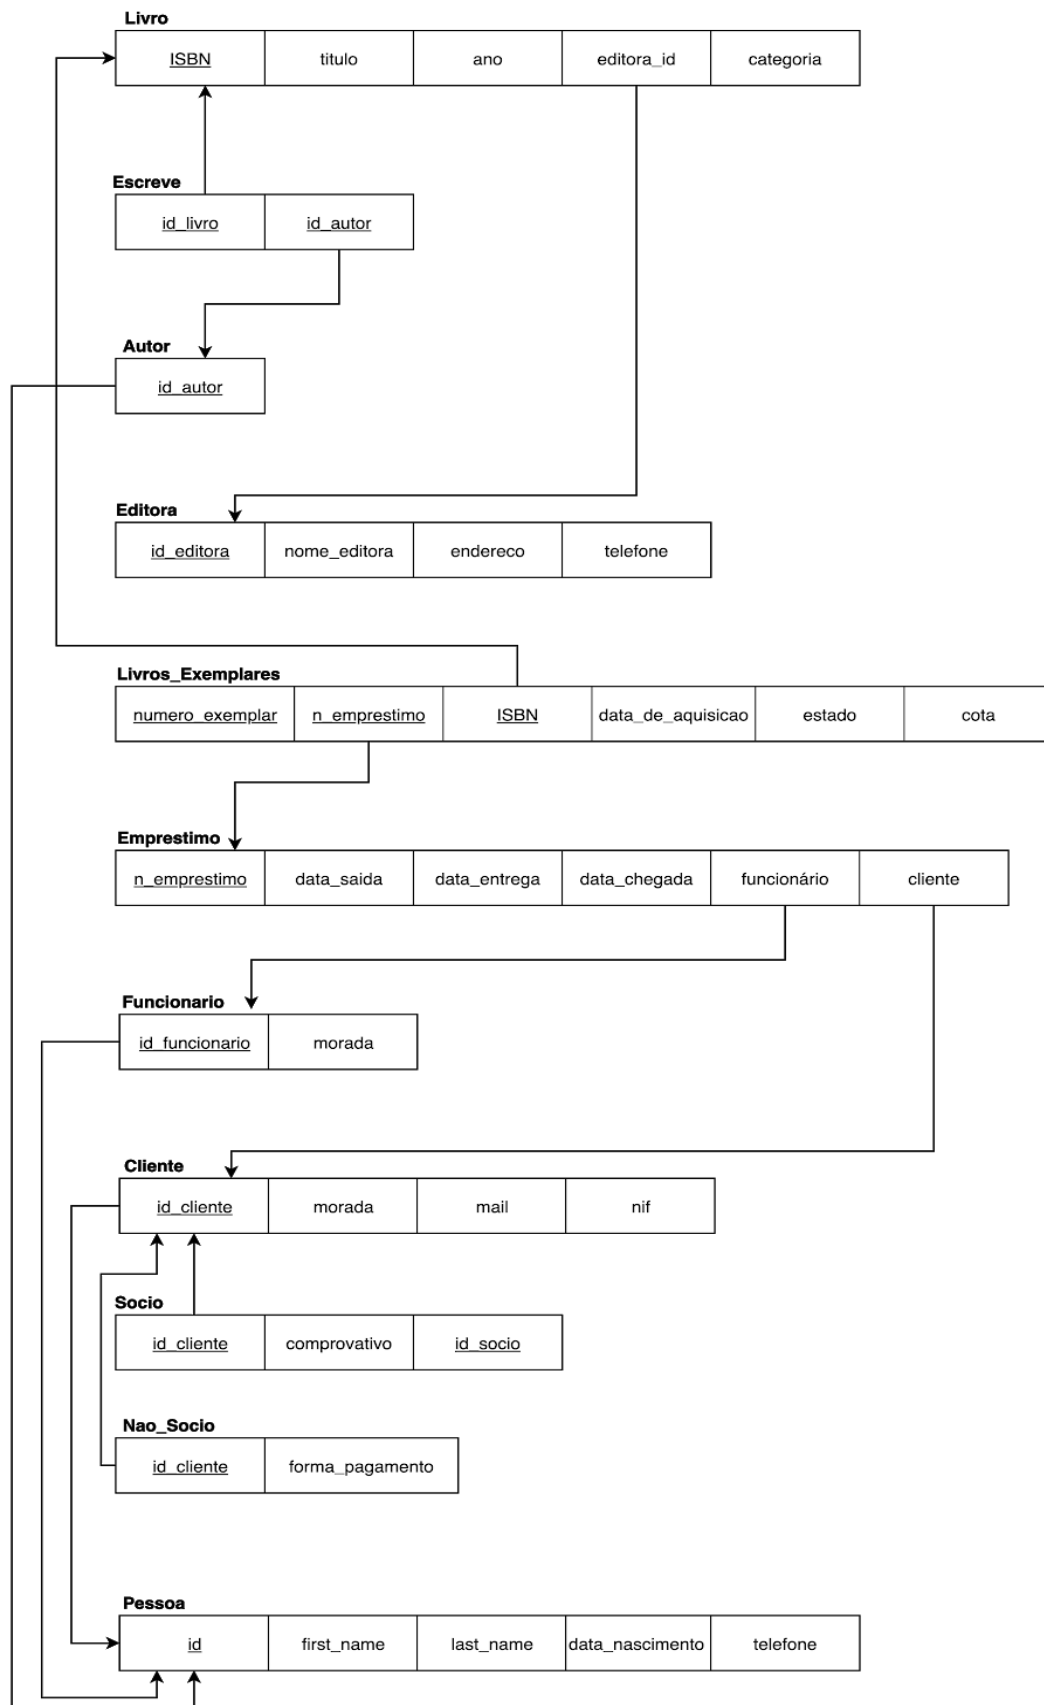 Livro
ISBN titulo ano editora_id categoria
Escreve
id_livro id_autor
Autor
id_autor
Editora
id_editora nome_editora endereco telefone
Livros_Exemplares
numero_exemplar n_emprestimo ISBN data_de_aquisicao estado cota
Emprestimo
n_emprestimo data_saida data_entrega data_chegada funcionário cliente
Funcionario
id_funcionario morada
Cliente
id_cliente morada mail nif
Socio
id_cliente comprovativo id_socio
Nao_Socio
id_cliente forma_pagamento
Pessoa
id first_name last_name data_nascimento telefone